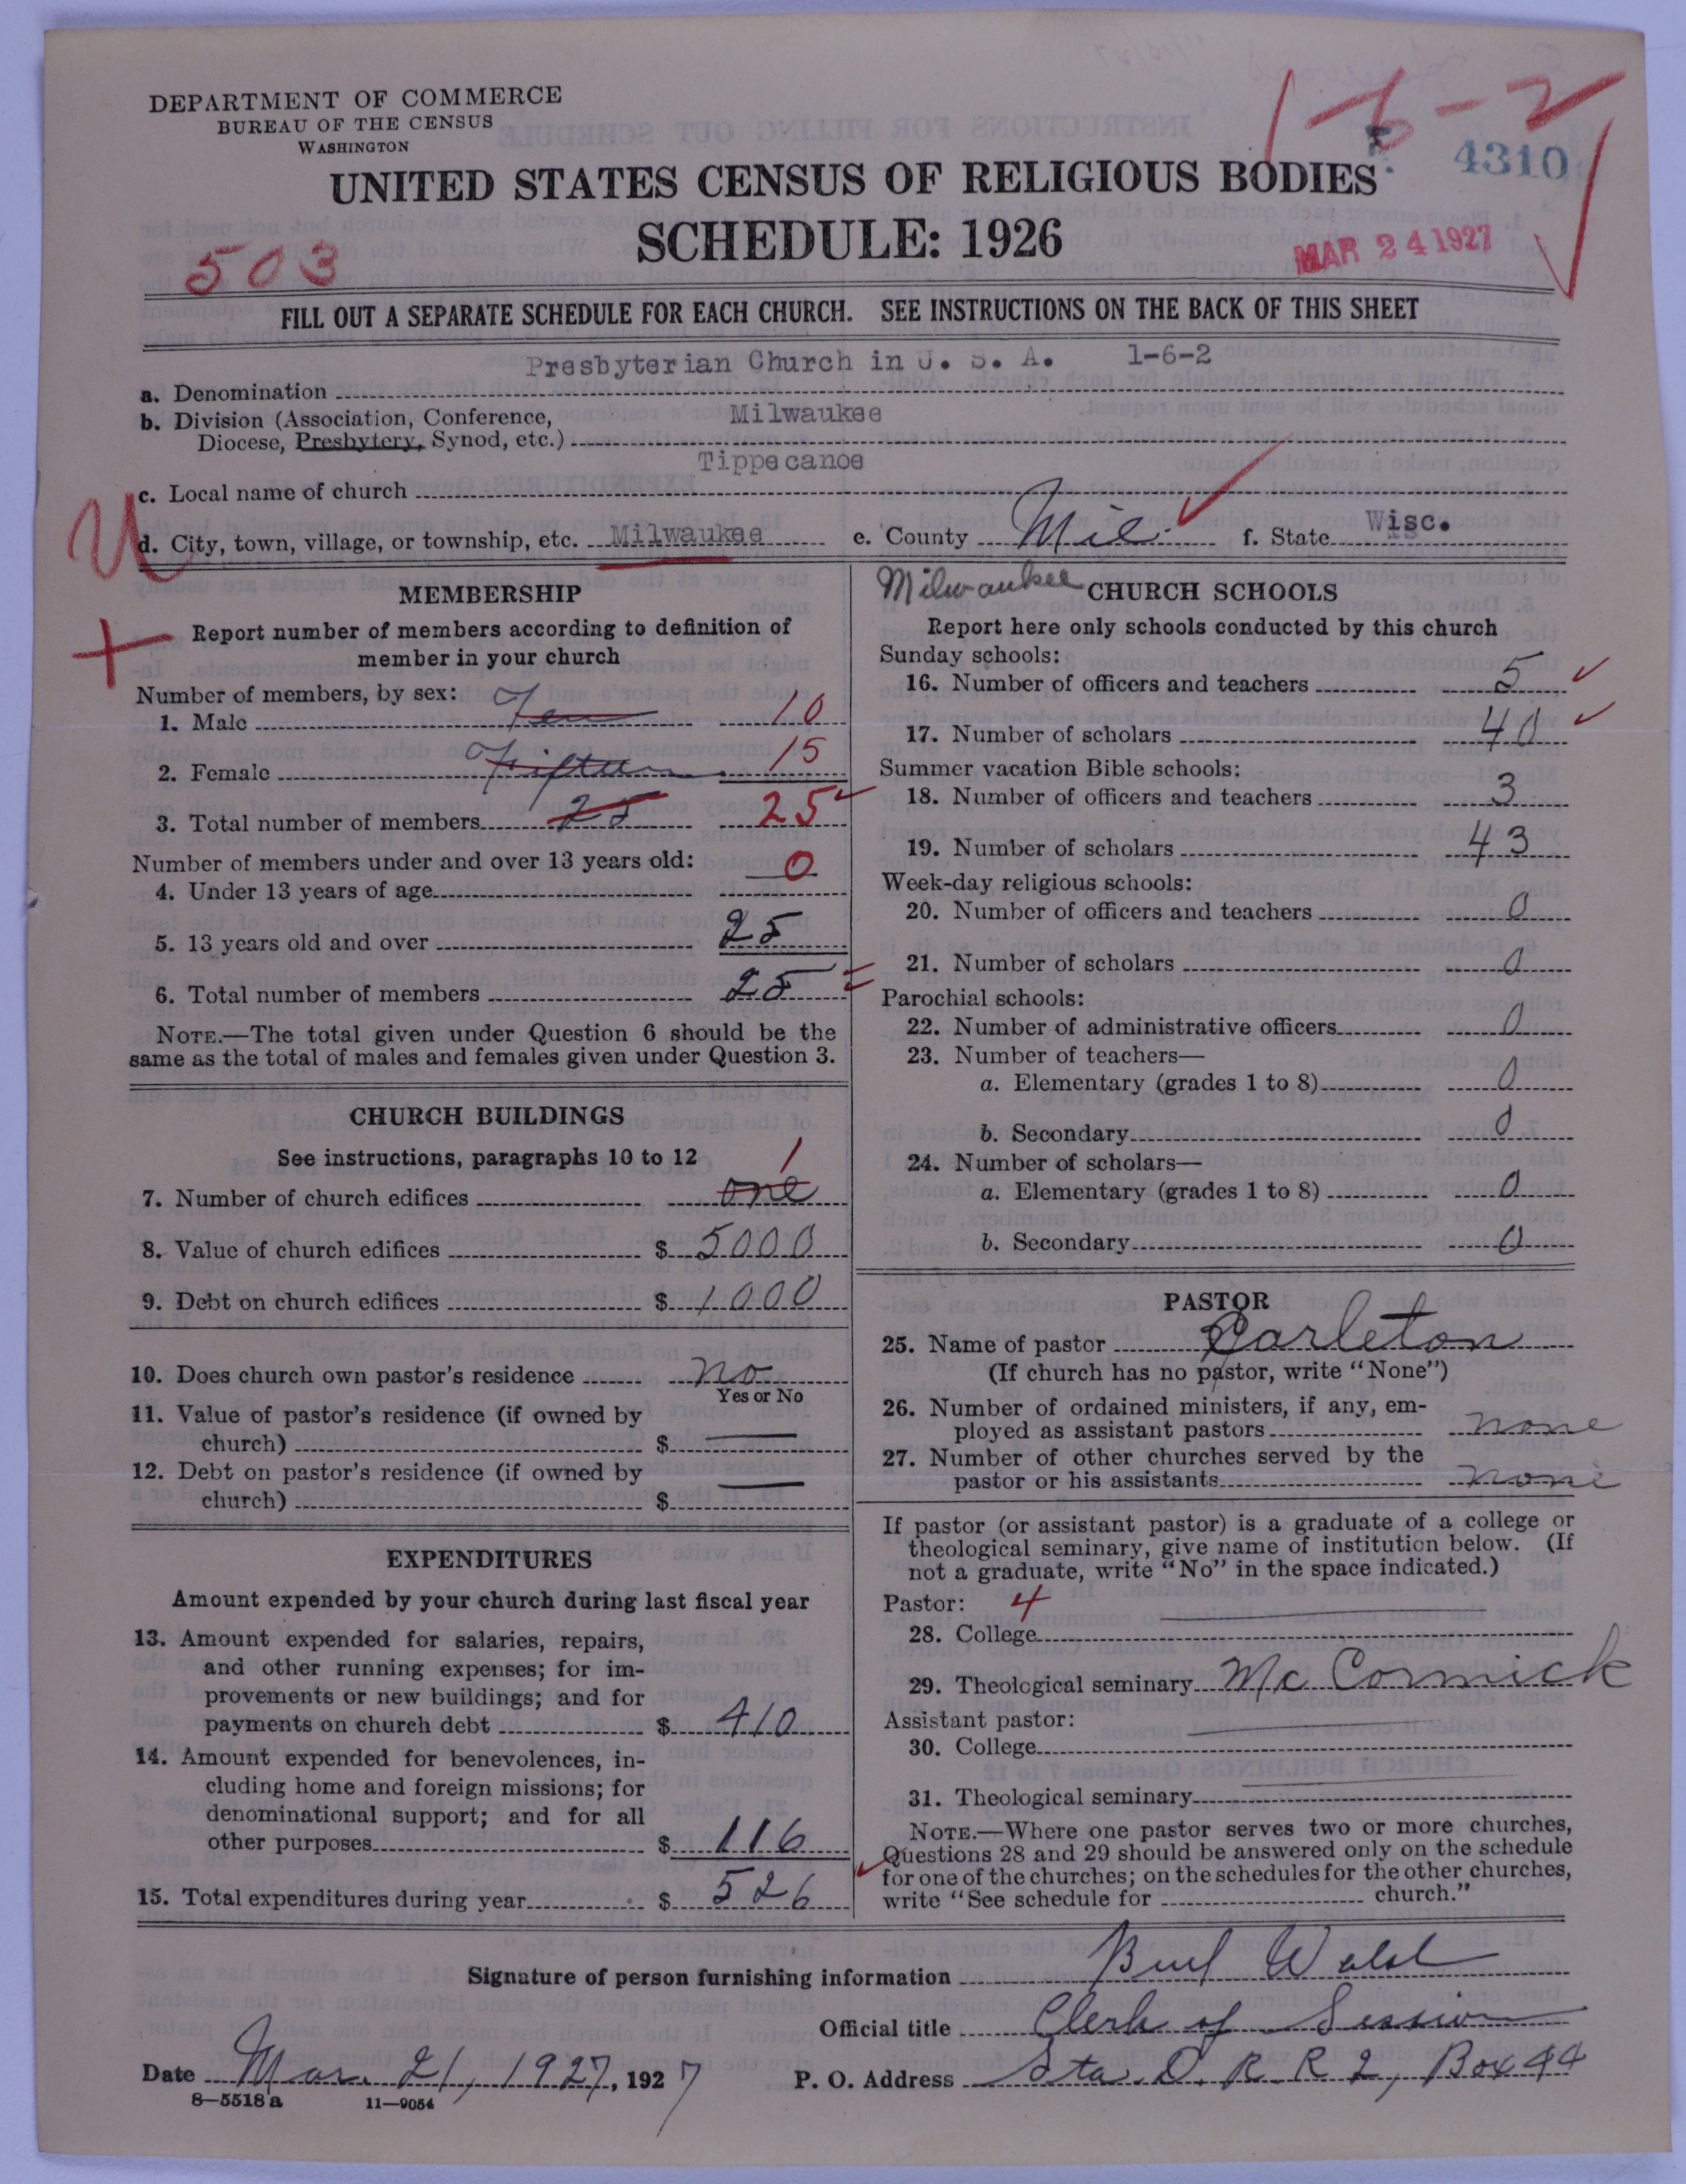 DEPARTMENT OF COMMERCE
BUREAU OF THE CENSUS
WASHINGTON
1-6-2
4310
UNITED STATES CENSUS OF RELIGIOUS BODIES
SCHEDULE: 1926
503
MAR 24 1927
FILL OUT A SEPARATE SCHEDULE FOR EACH CHURCH. SEE INSTRUCTIONS ON THE BACK OF THIS SHEET
Presbyterian Church in U. S. A. 1-6-2
a. Denomination
b. Division (Association, Conference, Milwaukee
Diocese, Presbytery, Synod, etc.)
Tippecanoe
c. Local name of church
d. City, town, village, or township, etc. Milwaukee e. County Mil. f. State Wisc.
Milwaukee
MEMBERSHIP
Report number of members according to definition of
member in your church
Number of members, by sex:
1. Male Ten 10
2. Female Fifteen 15
3. Total number of members 25 25
Number of members under and over 13 years old:
4. Under 13 years of age 0
5. 13 years old and over 25
6. Total number of members 25
NOTE.—The total given under Question 6 should be the
same as the total of males and females given under Question 3.
CHURCH BUILDINGS
See instructions, paragraphs 10 to 12
7. Number of church edifices one 1
8. Value of church edifices $ 5000
9. Debt on church edifices $ 1000
10. Does church own pastor's residence no
Yes or No
11. Value of pastor's residence (if owned by
church) $ —
12. Debt on pastor's residence (if owned by
church) $ —
EXPENDITURES
Amount expended by your church during last fiscal year
13. Amount expended for salaries, repairs,
and other running expenses; for im-
provements or new buildings; and for
payments on church debt $ 410
14. Amount expended for benevolences, in-
cluding home and foreign missions; for
denominational support; and for all
other purposes $ 116
15. Total expenditures during year $ 526
CHURCH SCHOOLS
Report here only schools conducted by this church
Sunday schools:
16. Number of officers and teachers 5
17. Number of scholars 40
Summer vacation Bible schools:
18. Number of officers and teachers 3
19. Number of scholars 43
Week-day religious schools:
20. Number of officers and teachers 0
21. Number of scholars 0
Parochial schools:
22. Number of administrative officers 0
23. Number of teachers—
a. Elementary (grades 1 to 8) 0
b. Secondary 0
24. Number of scholars—
a. Elementary (grades 1 to 8) 0
b. Secondary 0
PASTOR
25. Name of pastor Carleton
(If church has no pastor, write "None")
26. Number of ordained ministers, if any, em-
ployed as assistant pastors none
27. Number of other churches served by the
pastor or his assistants none
If pastor (or assistant pastor) is a graduate of a college or
theological seminary, give name of institution below. (If
not a graduate, write "No" in the space indicated.)
Pastor: 4
28. College —
29. Theological seminary McCormick
Assistant pastor:
30. College —
31. Theological seminary —
NOTE.—Where one pastor serves two or more churches,
Questions 28 and 29 should be answered only on the schedule
for one of the churches; on the schedules for the other churches,
write "See schedule for church."
Signature of person furnishing information
Official title Clerk of Session
Date Mar. 21, 1927, 1927 P. O. Address Sta. D. R. R 2, Box 44
8—5518 a 11—9054